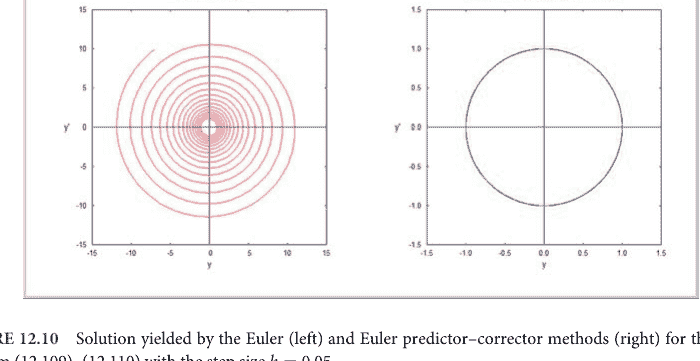 15
10
5
0
-5
-10
-15
y'
-15 -10 -5 0 5 10 15
y
1.5
1.0
0.5
0.0
-0.5
-1.0
-1.5
y'
-1.5 -1.0 -0.5 0.0 0.5 1.0 1.5
y
RE 12.10 Solution yielded by the Euler (left) and Euler predictor–corrector methods (right) for th
(12.109), (12.110) with the step size h = 0.05